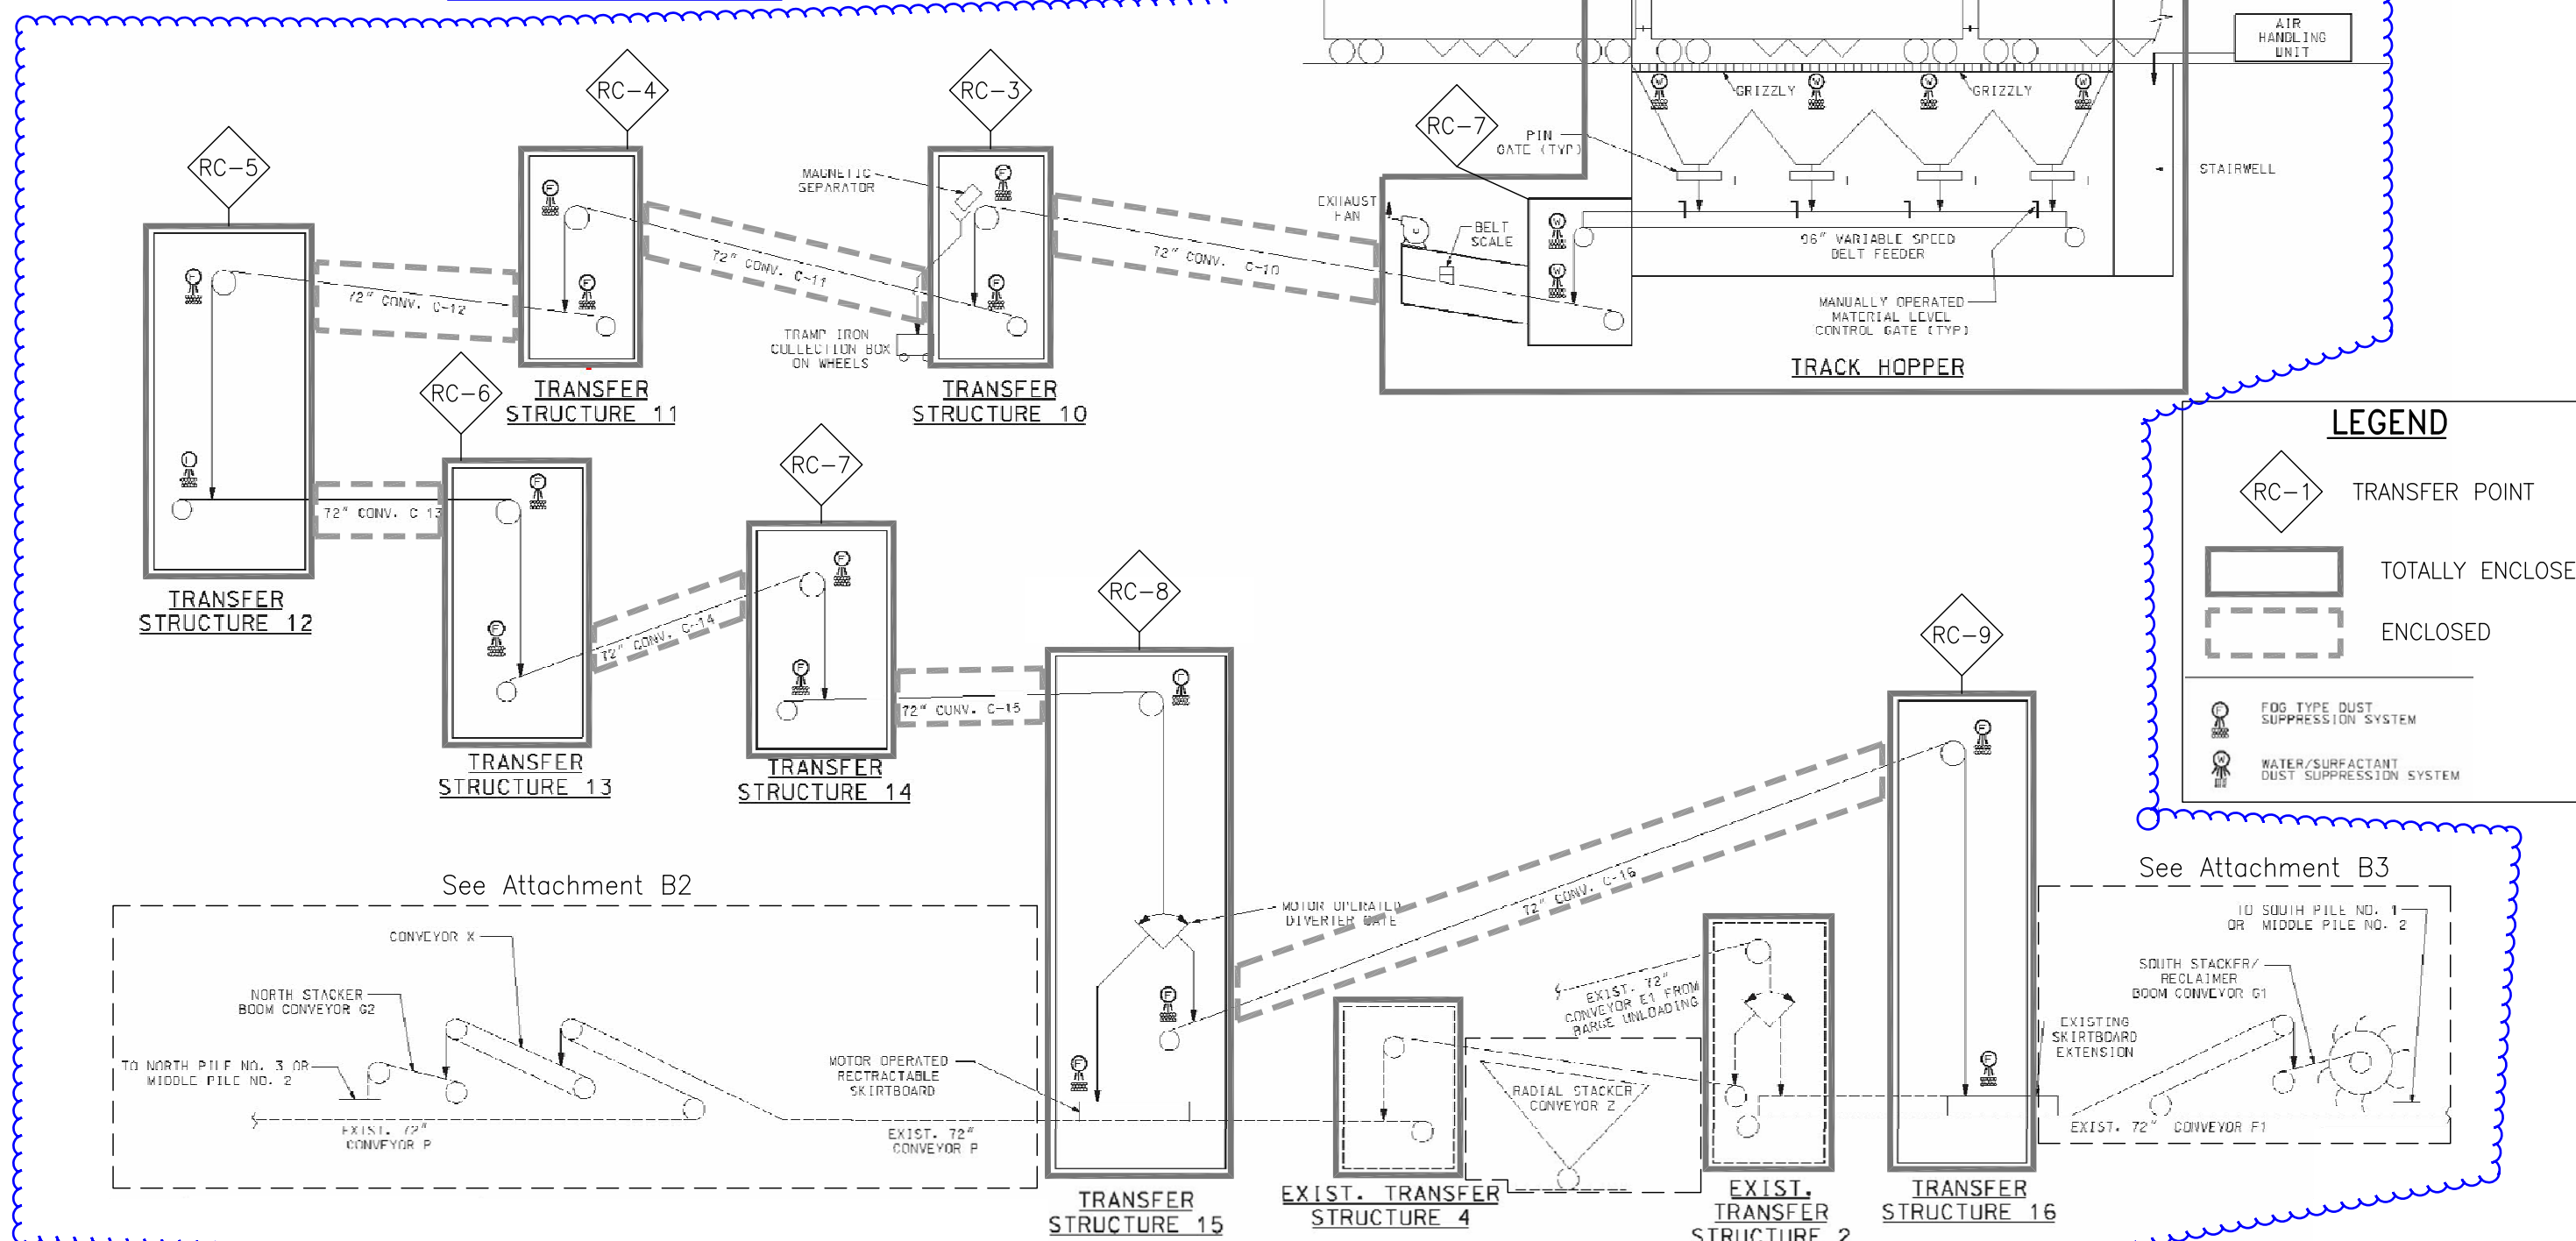 AIR
HANDLING
UNIT
GRIZZLY
GRIZZLY
RC-4
RC-3
RC-7
PIN
GATE (TYP)
RC-5
MAGNETIC
SEPARATOR
STAIRWELL
EXHAUST
FAN
BELT
SCALE
96" VARIABLE SPEED
BELT FEEDER
72" CONV. C-12
72" CONV. C-11
72" CONV. C-10
MANUALLY OPERATED
MATERIAL LEVEL
CONTROL GATE (TYP)
TRAMP IRON
COLLECTION BOX
ON WHEELS
TRACK HOPPER
RC-6
TRANSFER
STRUCTURE 11
TRANSFER
STRUCTURE 10
LEGEND
RC-1 TRANSFER POINT
TOTALLY ENCLOSE
ENCLOSED
F FOG TYPE DUST
SUPPRESSION SYSTEM
W WATER/SURFACTANT
DUST SUPPRESSION SYSTEM
RC-7
72" CONV. C 13
TRANSFER
STRUCTURE 12
72" CONV. C-14
RC-8
RC-9
72" CONV. C-15
TRANSFER
STRUCTURE 13
TRANSFER
STRUCTURE 14
See Attachment B2
CONVEYOR X
NORTH STACKER
BOOM CONVEYOR G2
TO NORTH PILE NO. 3 OR
MIDDLE PILE NO. 2
EXIST. 72"
CONVEYOR P
MOTOR OPERATED
RECTRACTABLE
SKIRTBOARD
EXIST. 72"
CONVEYOR P
MOTOR OPERATED
DIVERTER GATE
72" CONV. C-16
EXIST. 72"
CONVEYOR E1 FROM
BARGE UNLOADING
RADIAL STACKER
CONVEYOR Z
See Attachment B3
TO SOUTH PILE NO. 1
OR MIDDLE PILE NO. 2
SOUTH STACKER/
RECLAIMER
BOOM CONVEYOR G1
EXISTING
SKIRTBOARD
EXTENSION
EXIST. 72" CONVEYOR F1
TRANSFER
STRUCTURE 15
EXIST. TRANSFER
STRUCTURE 4
EXIST.
TRANSFER
STRUCTURE 2
TRANSFER
STRUCTURE 16